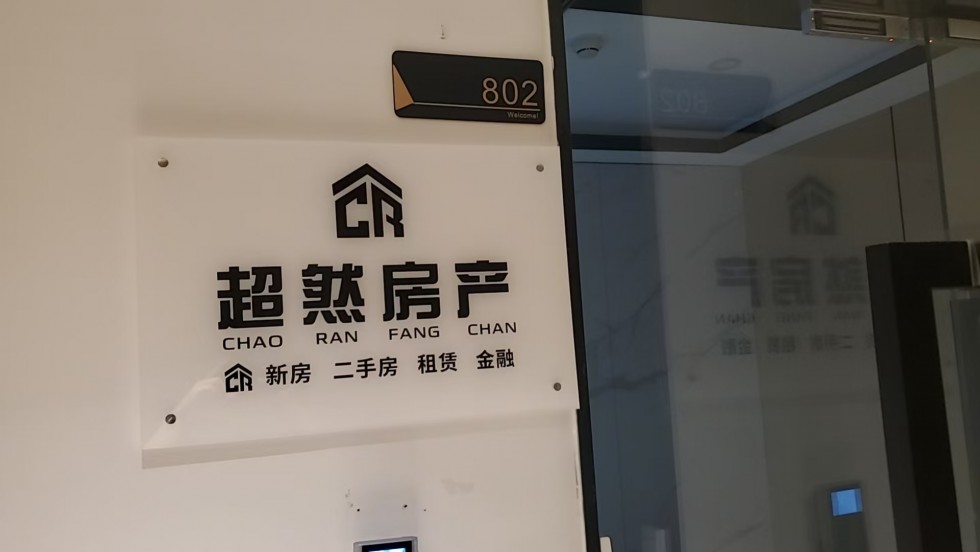 802
Welcome!
CR
超然房产
CHAO RAN FANG CHAN
CR 新房 二手房 租赁 金融